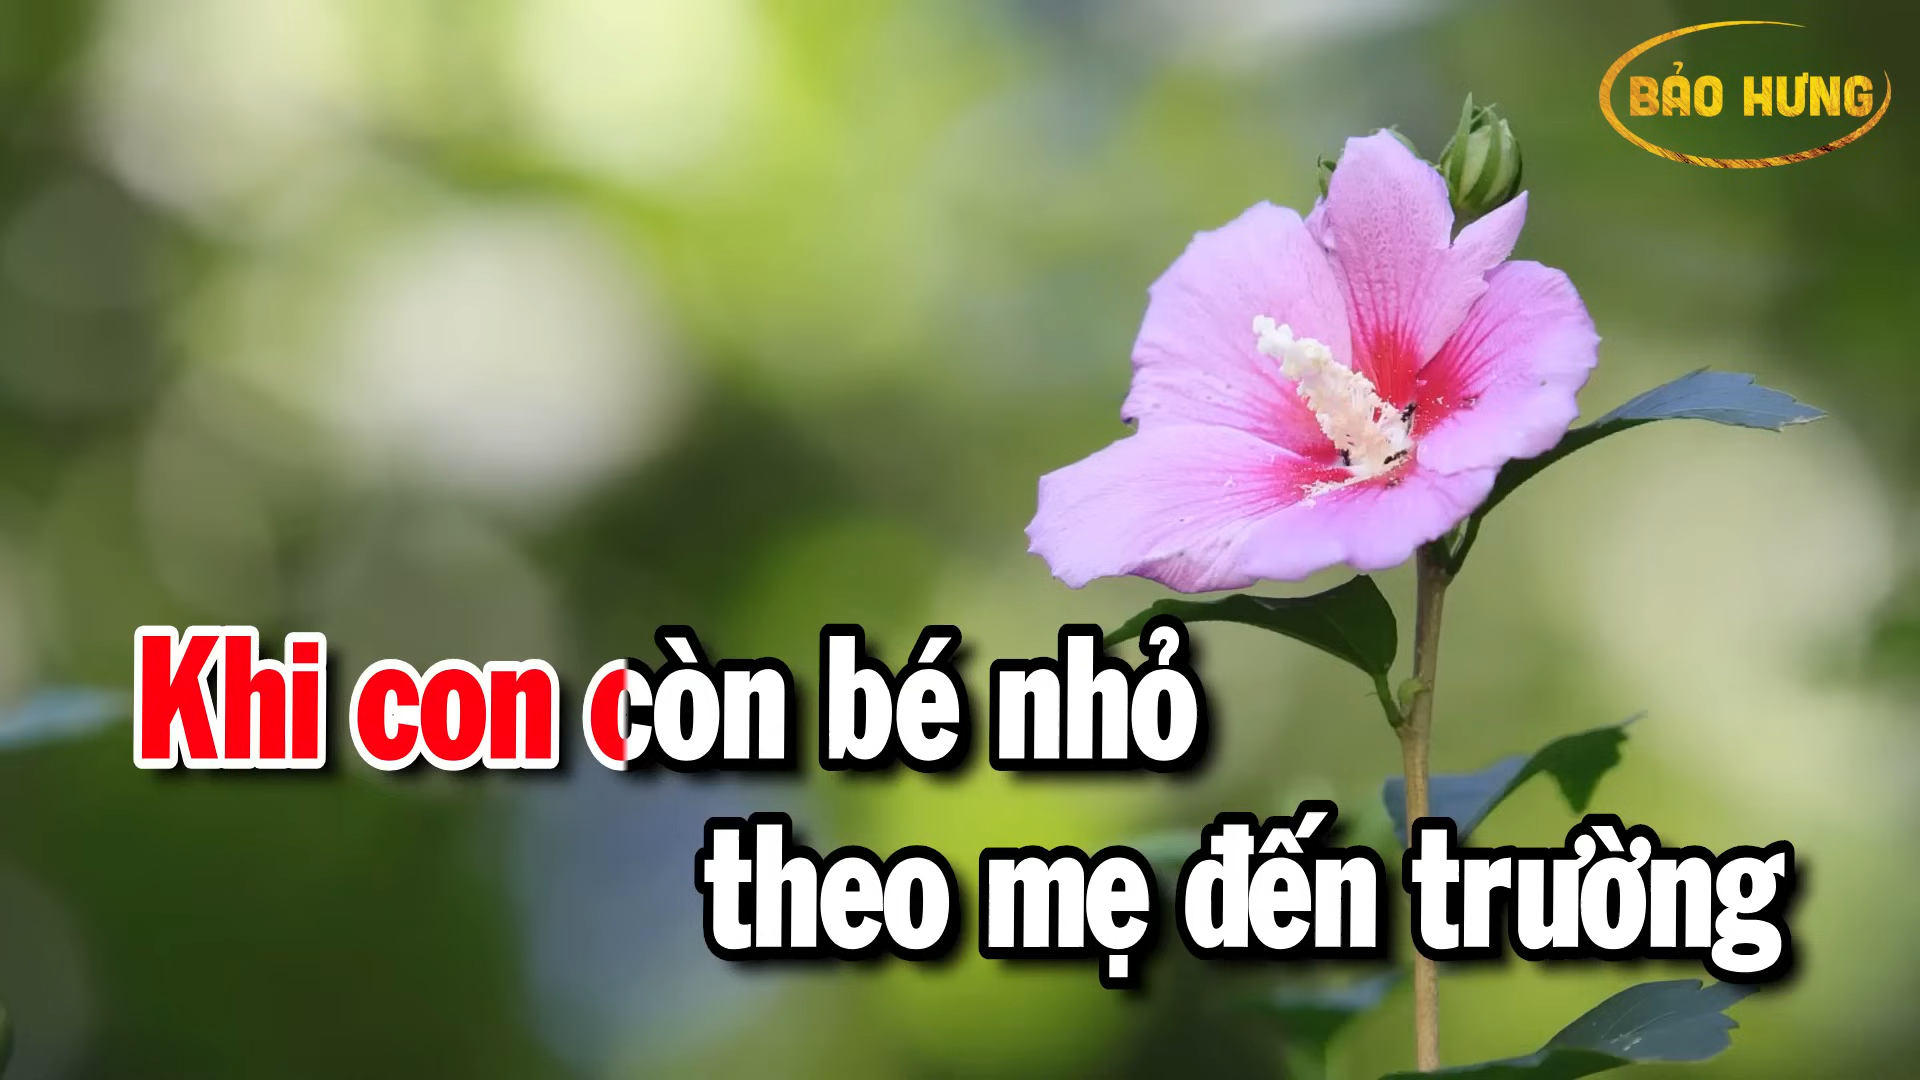 BẢO HƯNG
Khi con còn bé nhỏ
theo mẹ đến trường